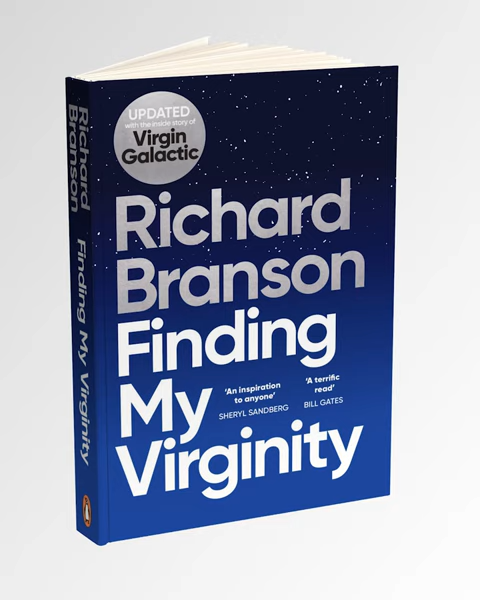 UPDATED
with the inside story of
Virgin
Galactic
Richard
Branson
Finding
My
Virginity
'An inspiration
to anyone'
SHERYL SANDBERG
'A terrific
read'
BILL GATES
Richard
Branson
Finding My Virginity